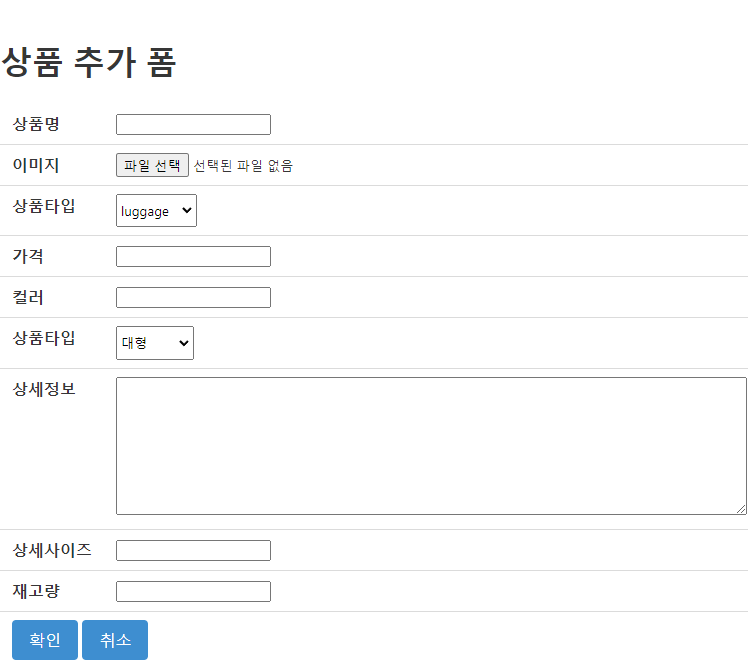 상품 추가 폼
상품명
이미지 파일 선택 선택된 파일 없음
상품타입 luggage
가격
컬러
상품타입 대형
상세정보
상세사이즈
재고량
확인 취소